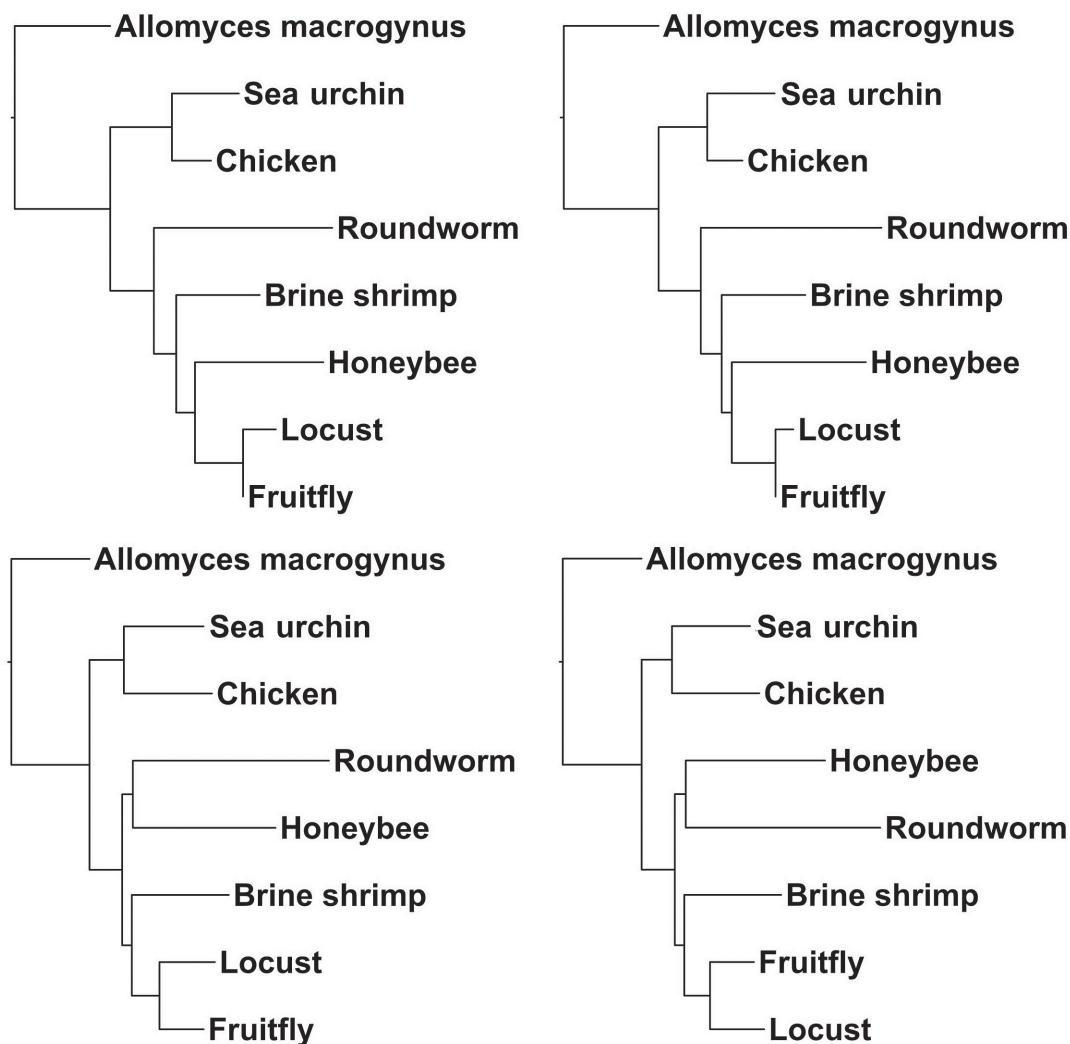 Allomyces macrogynus
Sea urchin
Chicken
Roundworm
Brine shrimp
Honeybee
Locust
Fruitfly
Allomyces macrogynus
Sea urchin
Chicken
Roundworm
Brine shrimp
Honeybee
Locust
Fruitfly
Allomyces macrogynus
Sea urchin
Chicken
Roundworm
Honeybee
Brine shrimp
Locust
Fruitfly
Allomyces macrogynus
Sea urchin
Chicken
Honeybee
Roundworm
Brine shrimp
Fruitfly
Locust